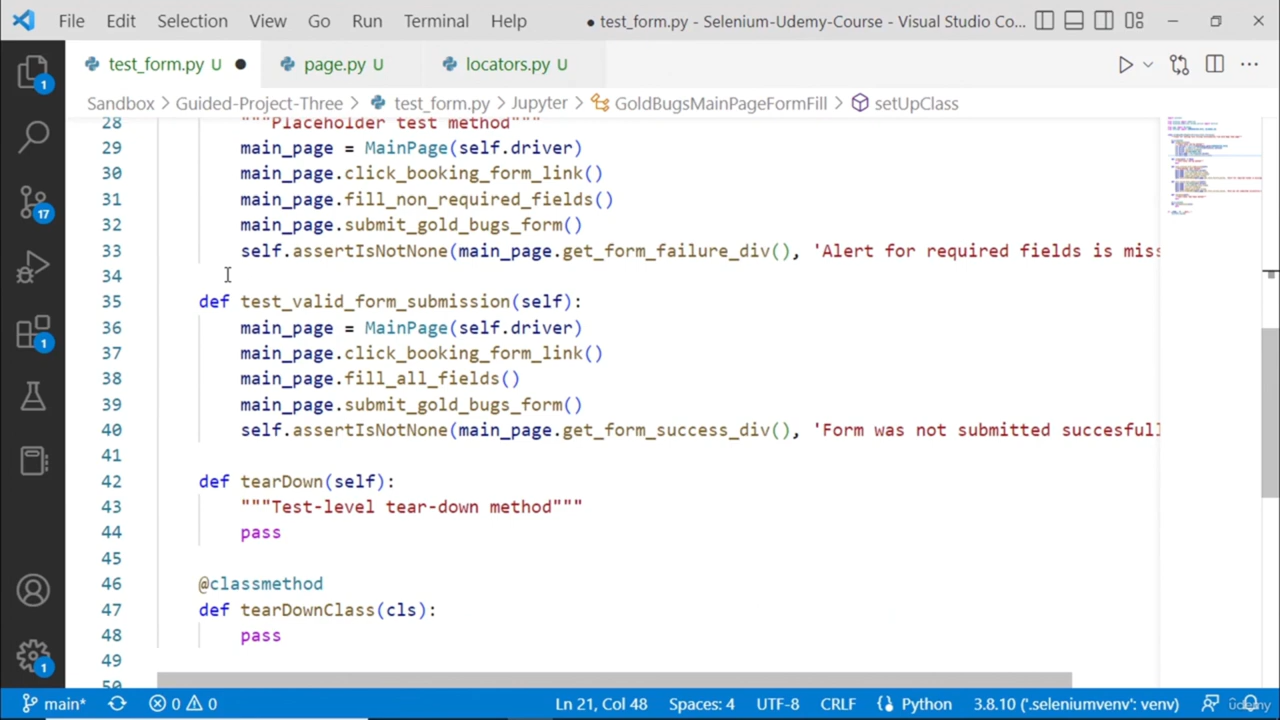 File Edit Selection View Go Run Terminal Help ● test_form.py - Selenium-Udemy-Course - Visual Studio Co...
test_form.py U ● page.py U locators.py U
Sandbox > Guided-Project-Three > test_form.py > Jupyter > GoldBugsMainPageFormFill > setUpClass
28 """Placeholder test method"""
29 main_page = MainPage(self.driver)
30 main_page.click_booking_form_link()
31 main_page.fill_non_required_fields()
32 main_page.submit_gold_bugs_form()
33 self.assertIsNotNone(main_page.get_form_failure_div(), 'Alert for required fields is miss
34
35 def test_valid_form_submission(self):
36 main_page = MainPage(self.driver)
37 main_page.click_booking_form_link()
38 main_page.fill_all_fields()
39 main_page.submit_gold_bugs_form()
40 self.assertIsNotNone(main_page.get_form_success_div(), 'Form was not submitted succesfull
41
42 def tearDown(self):
43 """Test-level tear-down method"""
44 pass
45
46 @classmethod
47 def tearDownClass(cls):
48 pass
49
50
1
17
1
1
main* 0 0 Ln 21, Col 48 Spaces: 4 UTF-8 CRLF Python 3.8.10 ('.seleniumvenv': venv) ûdemy